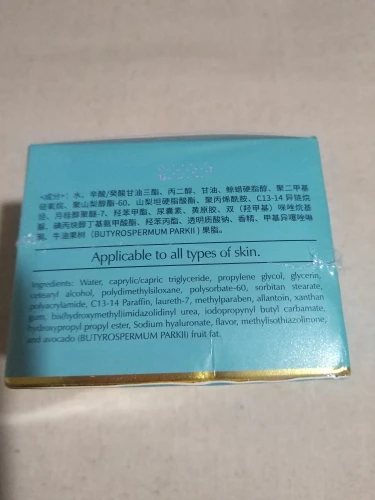 <成分>：水、辛酸/癸酸甘油三酯、丙二醇、甘油、鲸蜡硬脂醇、聚二甲基
硅氧烷、聚山梨醇酯-60、山梨坦硬脂酸酯、聚丙烯酰胺、C13-14异链烷
烃、月桂醇聚醚-7、羟苯甲酯、尿囊素、黄原胶、双（羟甲基）咪唑烷基
脲、碘丙炔醇丁基氨甲酸酯、羟苯丙酯、透明质酸钠、香精、甲基异噻唑啉
酮、牛油果树（BUTYROSPERMUM PARKII）果脂。
Applicable to all types of skin.
Ingredients: Water, caprylic/capric triglyceride, propylene glycol, glycerin,
cetearyl alcohol, polydimethylsiloxane, polysorbate-60, sorbitan stearate,
polyacrylamide, C13-14 Paraffin, laureth-7, methylparaben, allantoin, xanthan
gum, bis(hydroxymethyl)imidazolidinyl urea, iodopropynyl butyl carbamate,
hydroxypropyl propyl ester, Sodium hyaluronate, flavor, methylisothiazolinone,
and avocado (BUTYROSPERMUM PARKII) fruit fat.